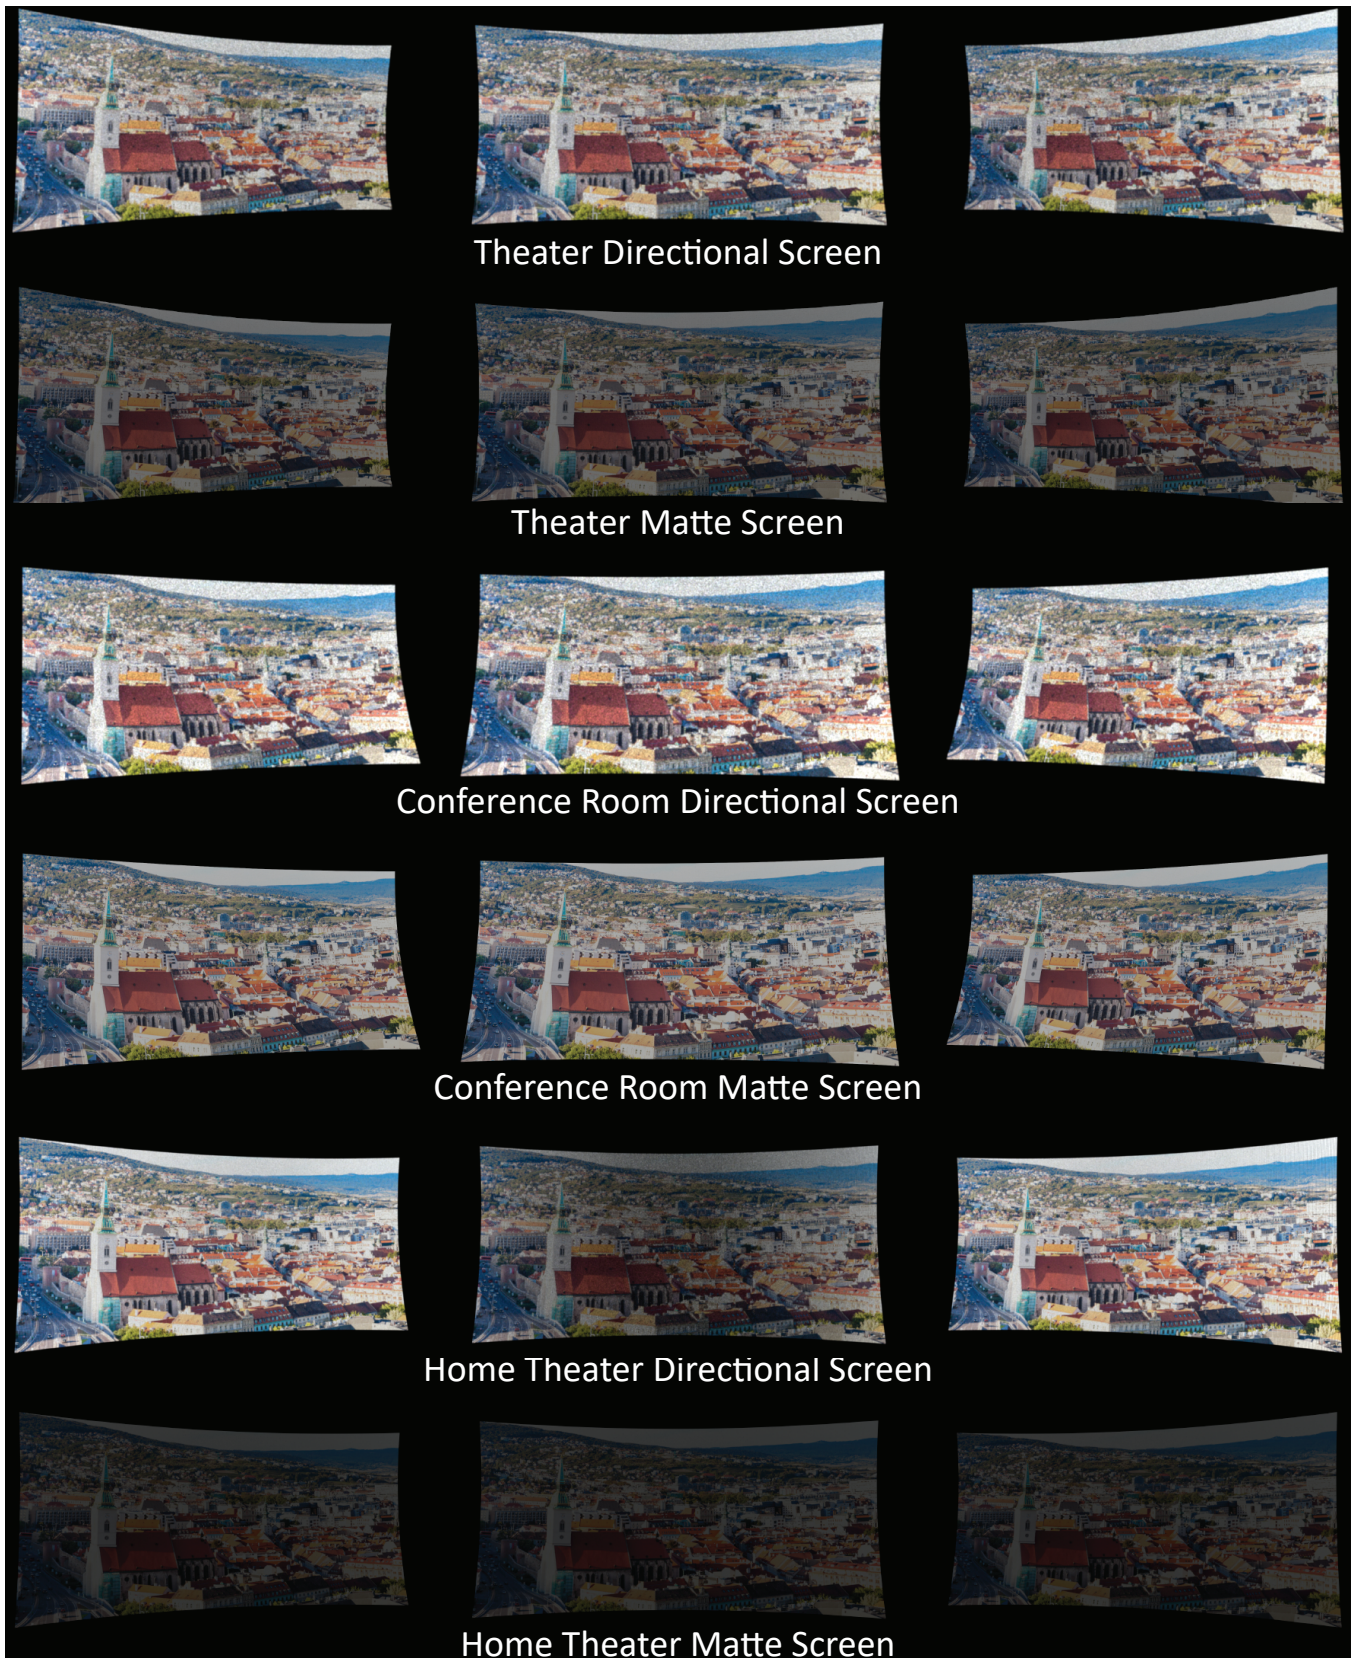 Theater Directional Screen
Theater Matte Screen
Conference Room Directional Screen
Conference Room Matte Screen
Home Theater Directional Screen
Home Theater Matte Screen